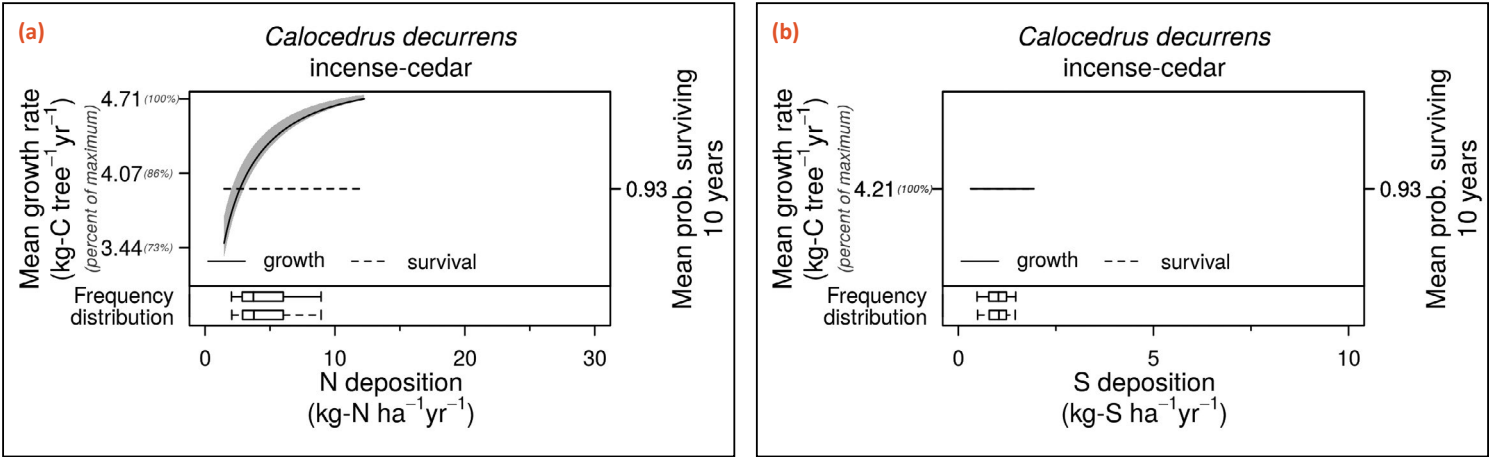 (a)
Calocedrus decurrens
incense-cedar
Mean growth rate
(kg-C tree⁻¹yr⁻¹)
(percent of maximum)
4.71 (100%)
4.07 (86%)
3.44 (73%)
growth survival
0.93
Mean prob. surviving
10 years
Frequency
distribution
0 10 20 30
N deposition
(kg-N ha⁻¹yr⁻¹)
(b)
Calocedrus decurrens
incense-cedar
Mean growth rate
(kg-C tree⁻¹yr⁻¹)
(percent of maximum)
4.21 (100%)
growth survival
0.93
Mean prob. surviving
10 years
Frequency
distribution
0 5 10
S deposition
(kg-S ha⁻¹yr⁻¹)